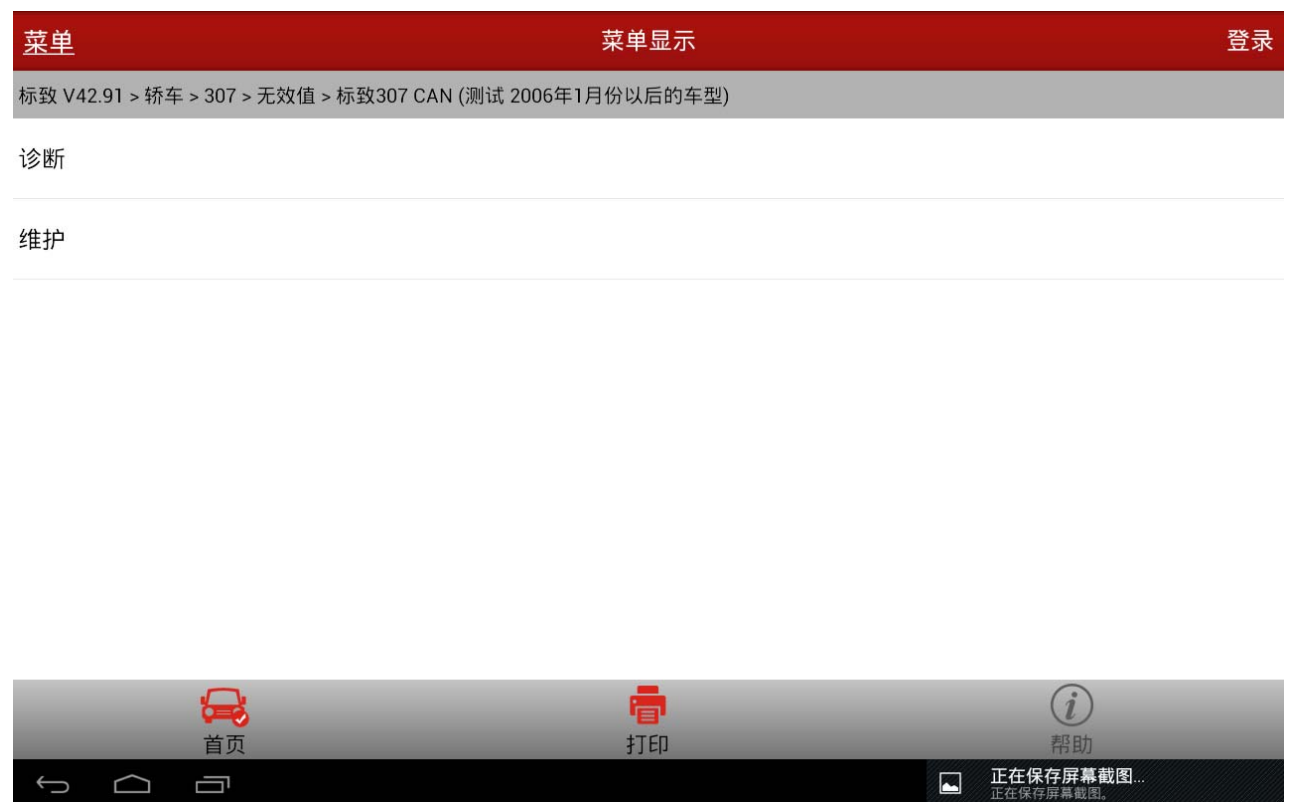 菜单 菜单显示 登录
标致 V42.91 > 轿车 > 307 > 无效值 > 标致307 CAN (测试 2006年1月份以后的车型)
诊断
维护
首页 打印 帮助
正在保存屏幕截图...
正在保存屏幕截图。